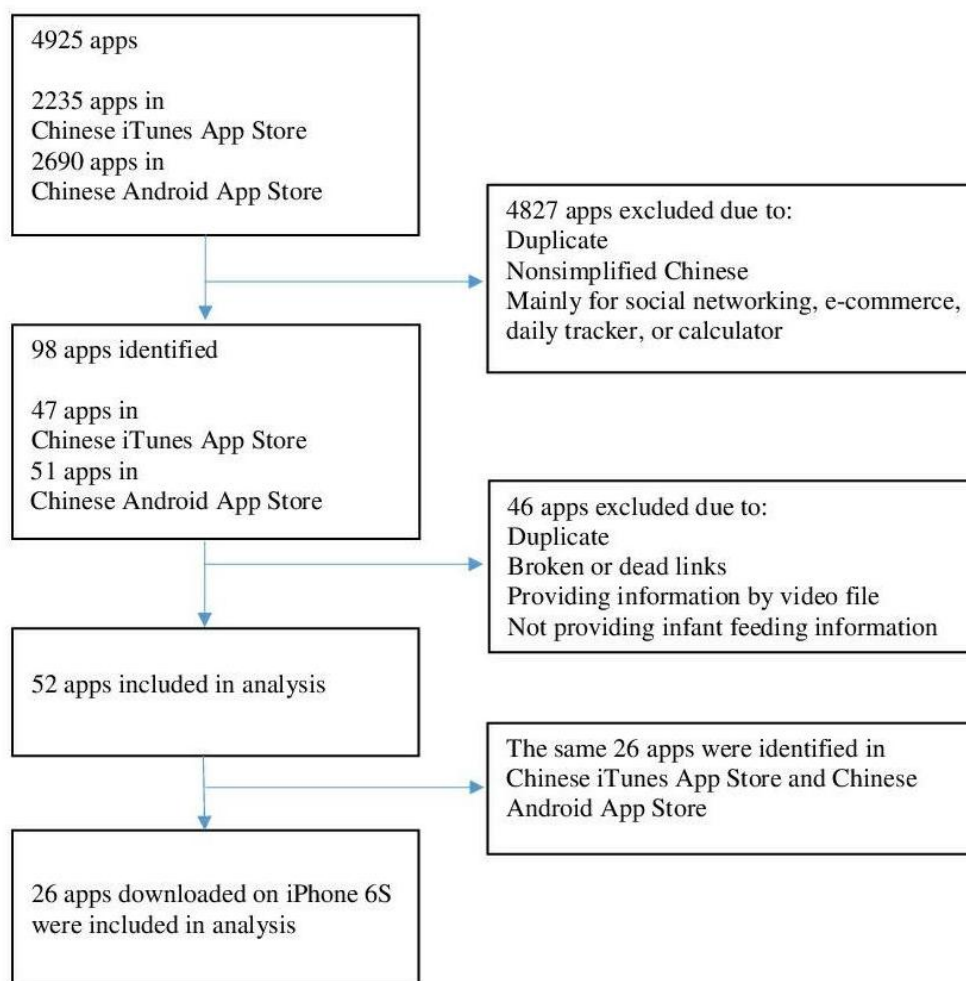 4925 apps
2235 apps in
Chinese iTunes App Store
2690 apps in
Chinese Android App Store
4827 apps excluded due to:
Duplicate
Nonsimplified Chinese
Mainly for social networking, e-commerce,
daily tracker, or calculator
98 apps identified
47 apps in
Chinese iTunes App Store
51 apps in
Chinese Android App Store
46 apps excluded due to:
Duplicate
Broken or dead links
Providing information by video file
Not providing infant feeding information
52 apps included in analysis
The same 26 apps were identified in
Chinese iTunes App Store and Chinese
Android App Store
26 apps downloaded on iPhone 6S
were included in analysis